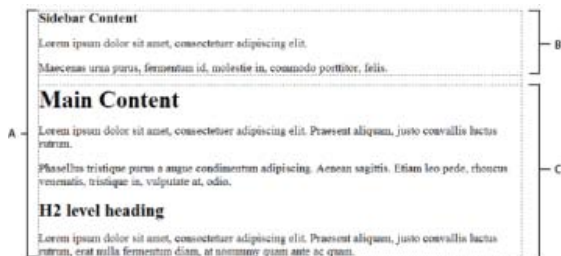 Sidebar Content
Lorem ipsum dolor sit amet, consectetuer adipiscing elit.
B
Maecenas urna purus, fermentum id, molestie in, commodo porttitor, felis.
Main Content
A
Lorem ipsum dolor sit amet, consectetuer adipiscing elit. Praesent aliquam, justo convallis luctus
rutrum.
Phasellus tristique purus a augue condimentum adipiscing. Aenean sagittis. Etiam leo pede, rhoncus
venenatis, tristique in, vulputate at, odio.
C
H2 level heading
Lorem ipsum dolor sit amet, consectetuer adipiscing elit. Praesent aliquam, justo convallis luctus
rutrum, erat nulla fermentum diam, at nonummy quam ante ac quam.